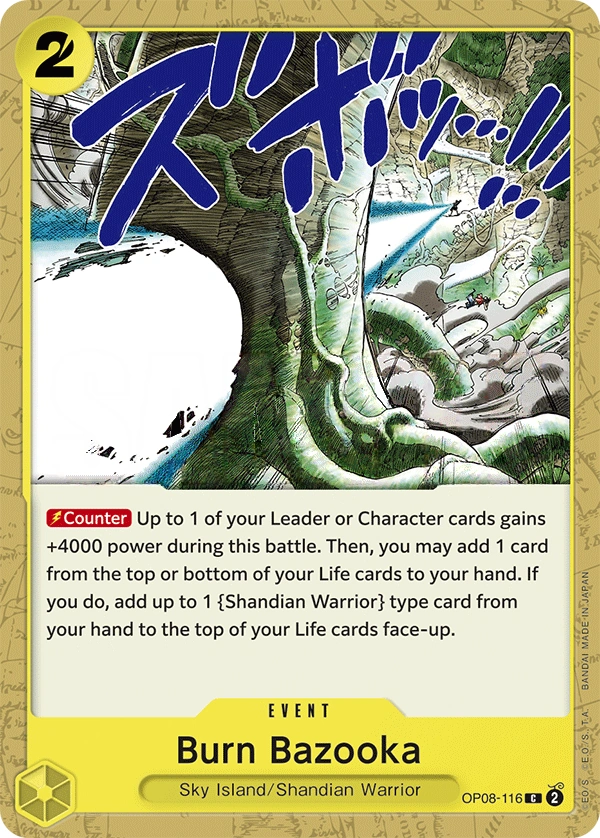 2
ズボッ…!!!
⚡Counter Up to 1 of your Leader or Character cards gains
+4000 power during this battle. Then, you may add 1 card
from the top or bottom of your Life cards to your hand. If
you do, add up to 1 {Shandian Warrior} type card from
your hand to the top of your Life cards face-up.
EVENT
Burn Bazooka
Sky Island/Shandian Warrior
OP08-116 C 2
©E.O./S. ©E.O./S.,T.A. BANDAI MADE IN JAPAN